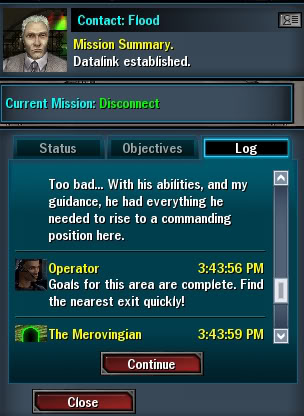 Contact: Flood
Mission Summary.
Datalink established.
Current Mission: Disconnect
Status Objectives Log
Too bad... With his abilities, and my
guidance, he had everything he
needed to rise to a commanding
position here.
Operator 3:43:56 PM
Goals for this area are complete. Find
the nearest exit quickly!
The Merovingian 3:43:59 PM
Continue
Close